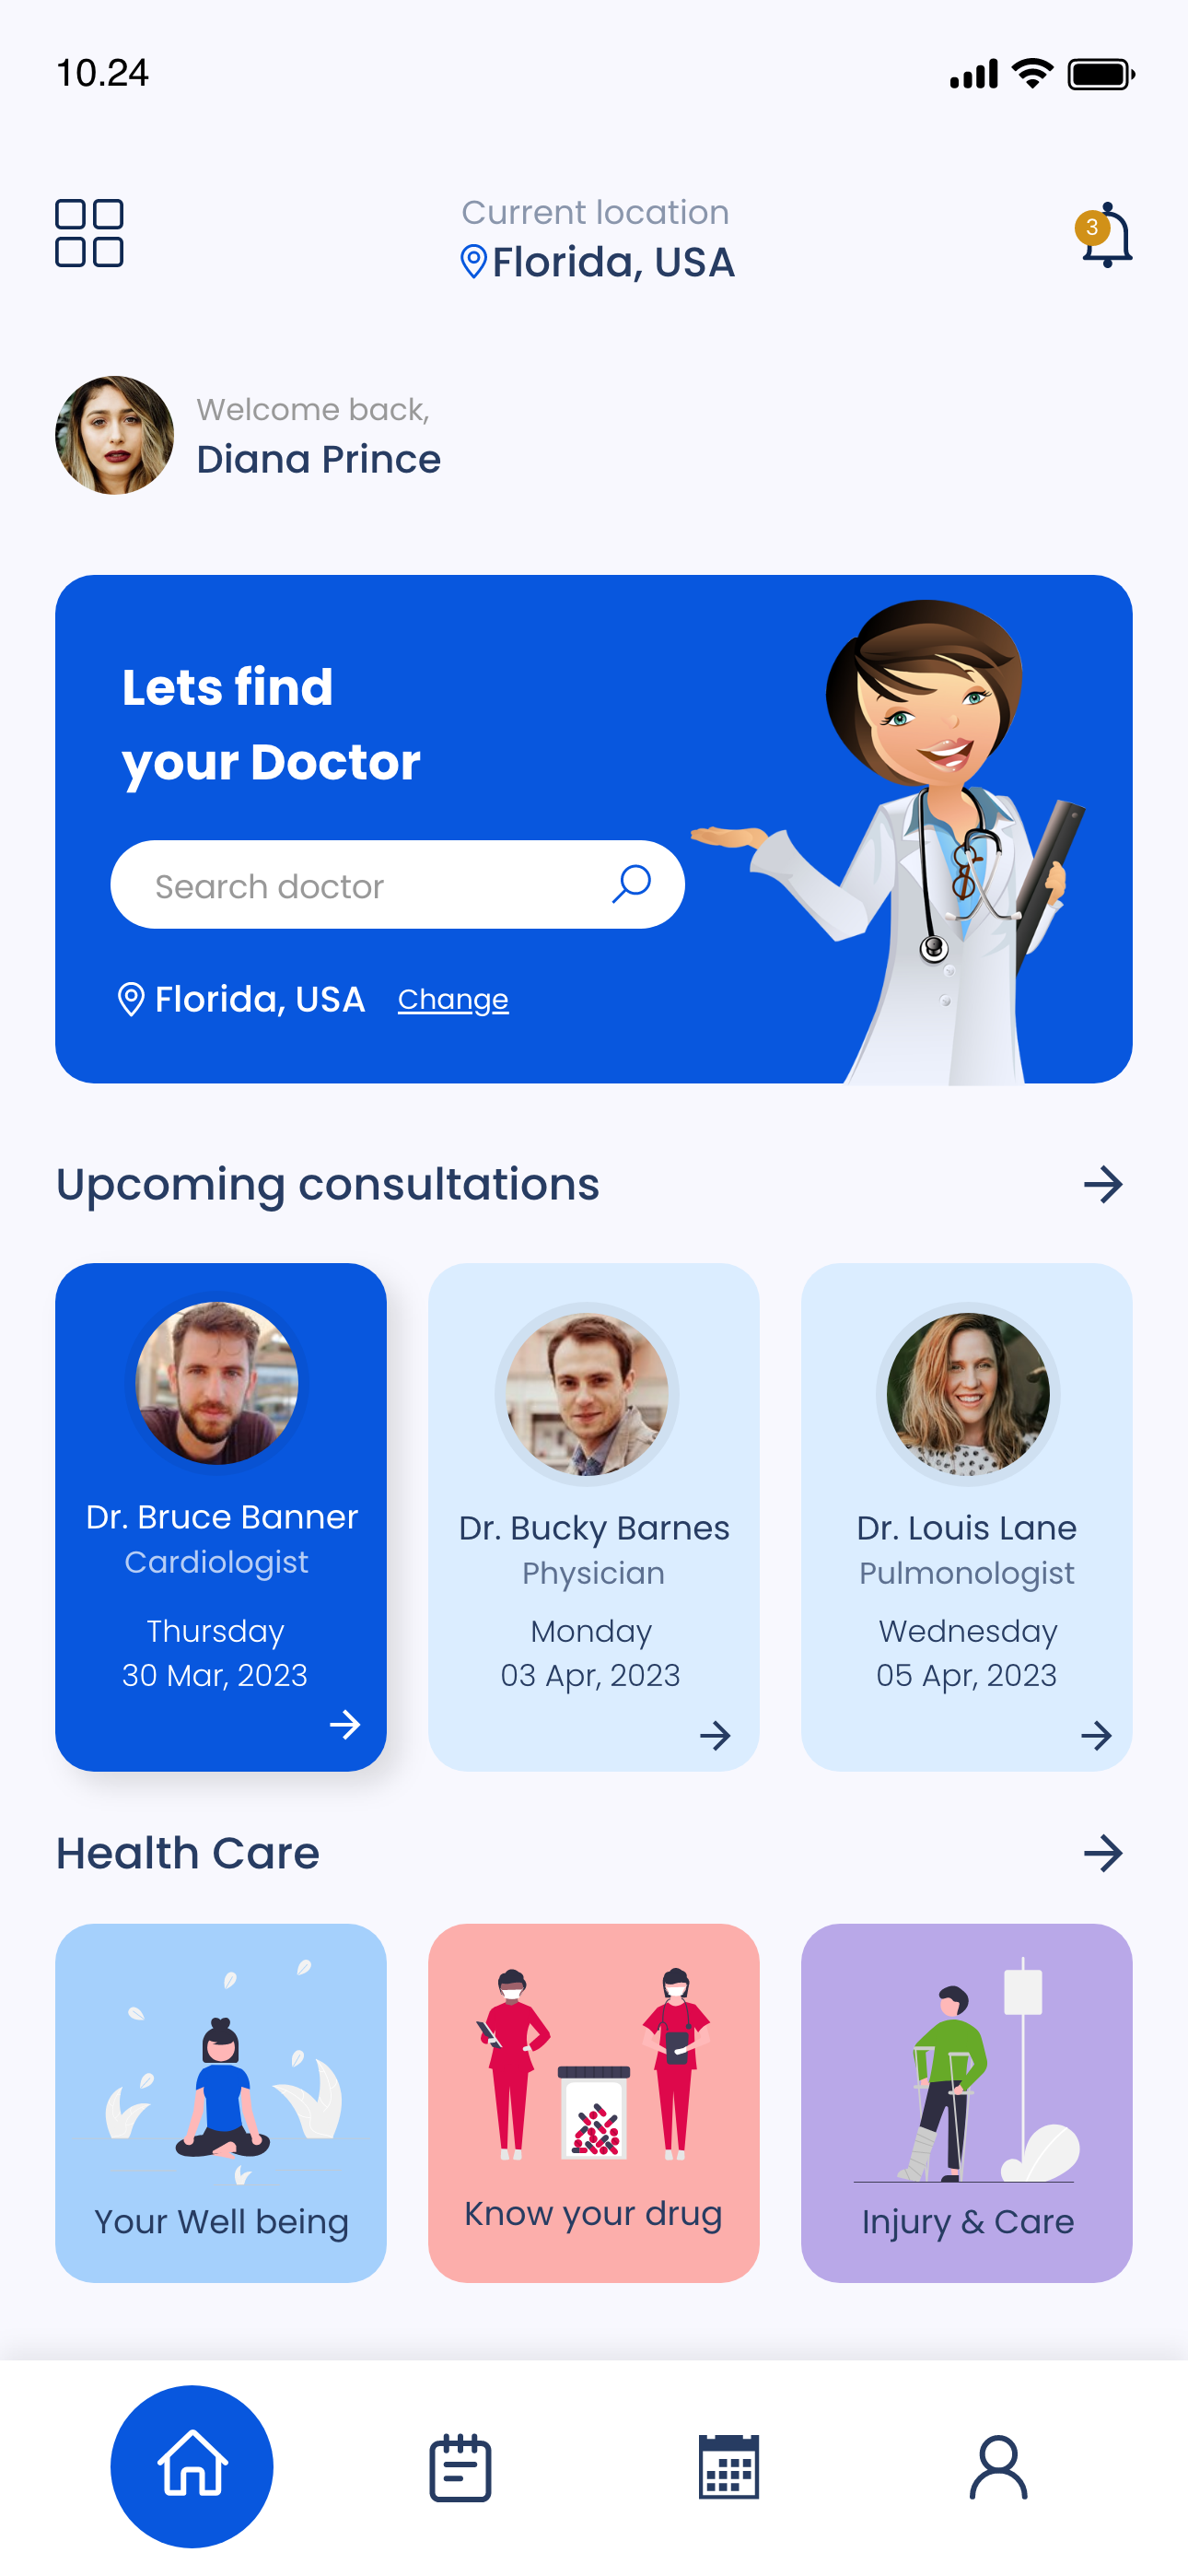 10.24
Current location
Florida, USA
3
Welcome back,
Diana Prince
Lets find
your Doctor
Search doctor
Florida, USA Change
Upcoming consultations
Dr. Bruce Banner
Cardiologist
Thursday
30 Mar, 2023
Dr. Bucky Barnes
Physician
Monday
03 Apr, 2023
Dr. Louis Lane
Pulmonologist
Wednesday
05 Apr, 2023
Health Care
Your Well being
Know your drug
Injury & Care